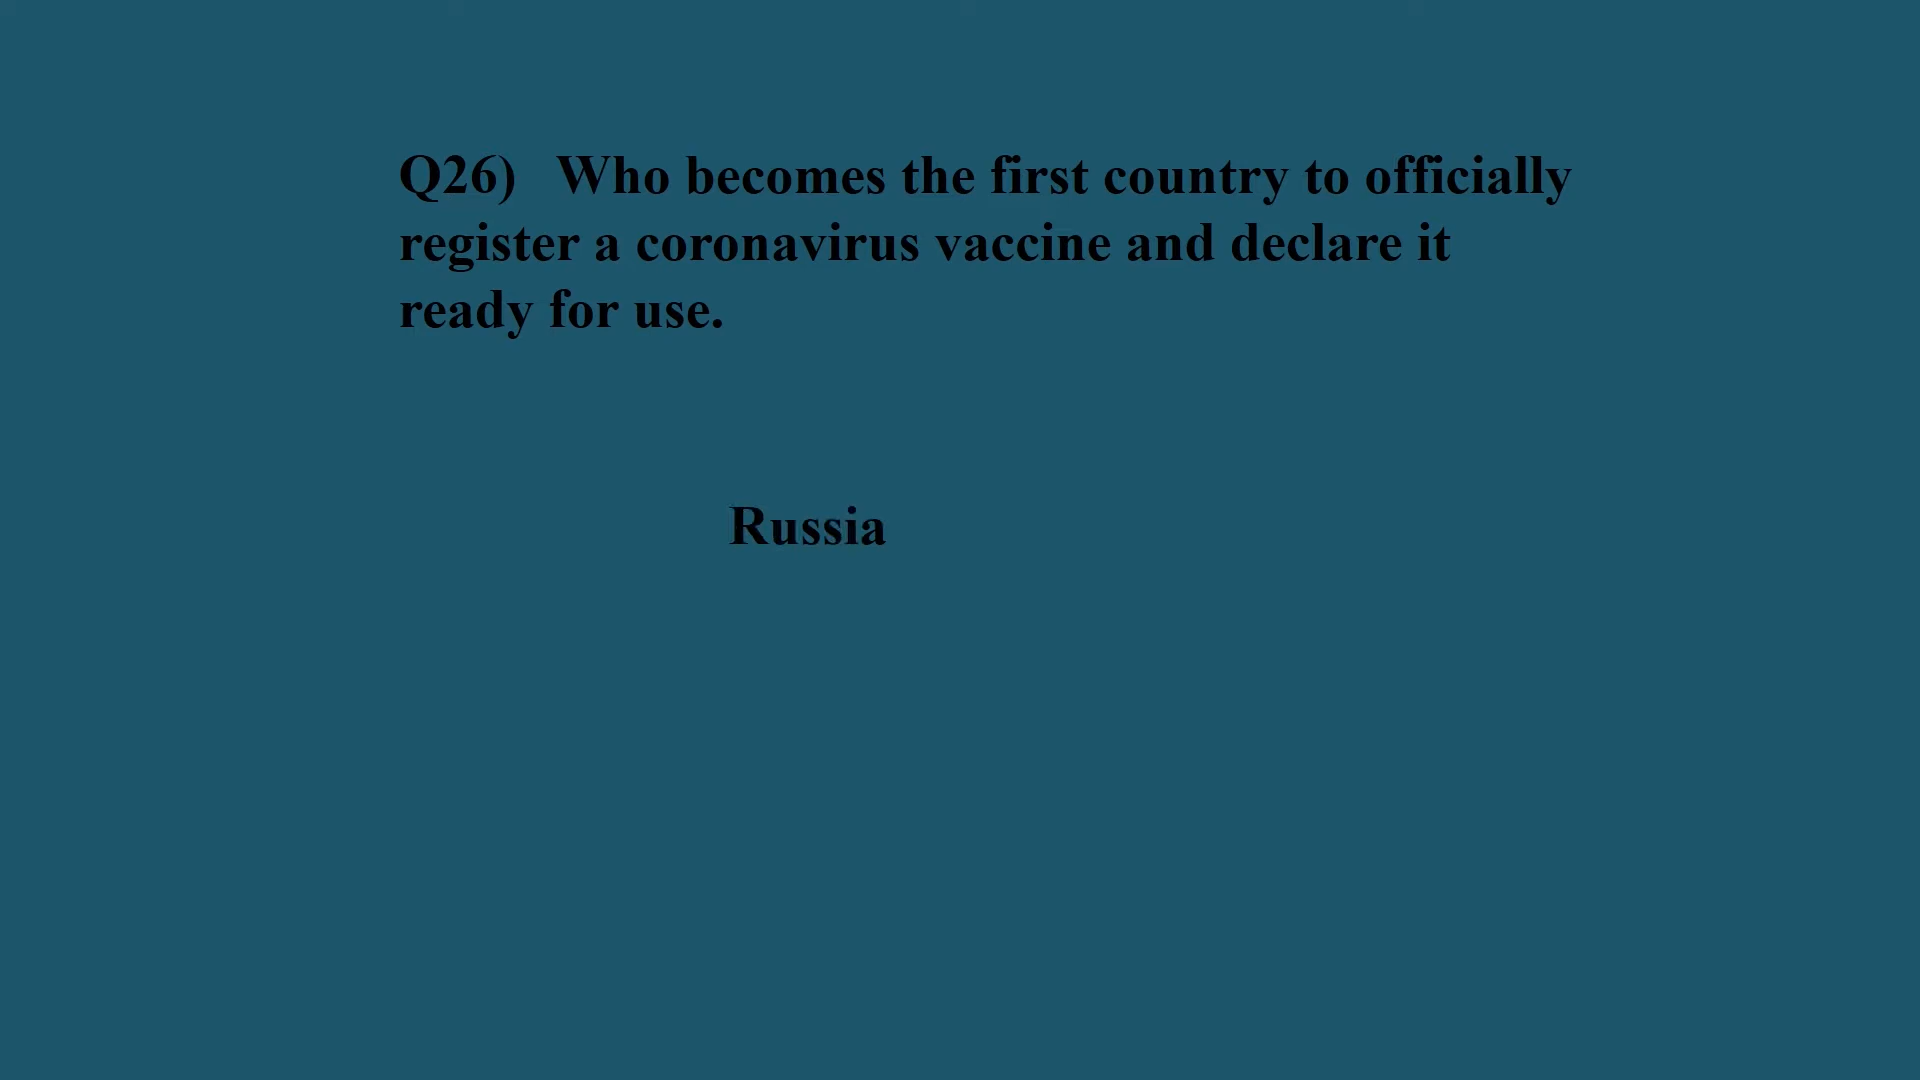 Q26) Who becomes the first country to officially
register a coronavirus vaccine and declare it
ready for use.
Russia